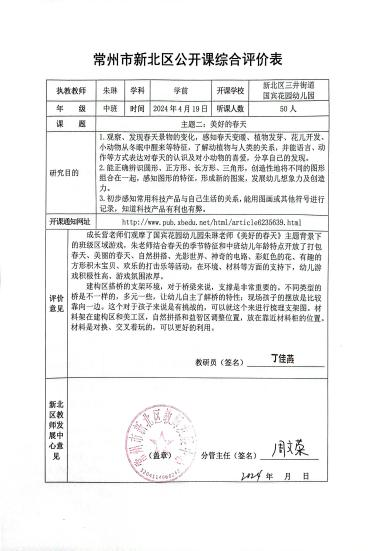 常州市新北区公开课综合评价表
执教教师 朱琳 学科 学前 开课学校 新北区三井街道国宾花园幼儿园
年 级 中班 时间 2024年4月19日 听课人数 50人
课 题 主题二：美好的春天
研究目的
1.观察、发现春天景物的变化，感知春天变暖、植物发芽、花儿开发、
小动物从冬眠中醒来等特征，了解动植物与人类的关系，并能语言、动
作等方式表达对春天的认识及对小动物的喜爱，分享自己的发现。
2.能正确辨识圆形、正方形、长方形、三角形，创造性地将不同的图形
组合在一起，感知图形的特征，形成新的图案，发展幼儿想象力及创造
力。
3.初步感知常用科技产品与自己生活的关系，能用图画或其他符号进行
记录，知道科技产品有利也有弊。
开课通知网址 http://www.pub.xbedu.net/html/article6235639.html
评价意见
成长营老师们观摩了国宾花园幼儿园朱琳老师《美好的春天》主题背景下
的班级区域游戏，朱老师结合春天的季节特征和中班幼儿年龄特点开放了打包
春天、美丽的春天、自然拼搭、光影世界、神奇的电路、彩虹色的花、有趣的
方形积木宝贝、欢乐的打击乐等活动，在环境、材料等方面的支持下，幼儿游
戏积极性高、游戏氛围浓厚。
建构区搭桥的支架环境，对于桥梁来说，支撑是非常重要的，不同类型的
桥是不一样的，多元一些，让幼儿自主了解桥的特性；现场孩子的摆放是比较
靠向一边，这个对于孩子来说是有挑战的，可以就这个来进行梳理支架图。材
料架在建构区和美工区，自然拼搭和益智区调整位置，放在靠近材料柜的位置。
材料是对换、交叉着玩的，可以更好的利用。
教研员（签名） 丁佳燕
新北区教师发展中心意见
常州市新北区教师发展中心
（盖章） 分管主任（签名） 周文荣
2024 年 月 日